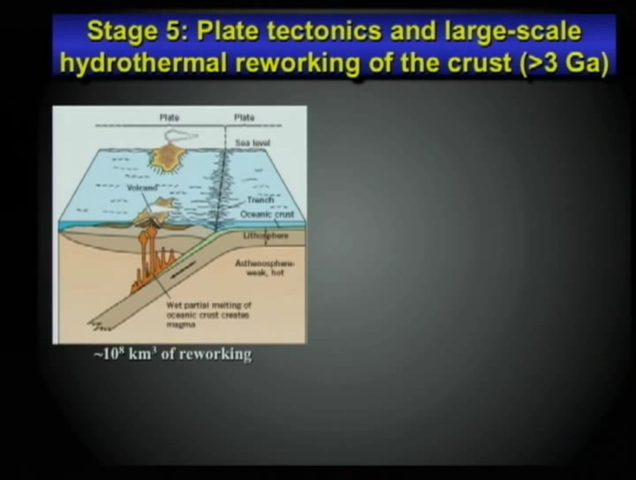 Stage 5: Plate tectonics and large-scale
hydrothermal reworking of the crust (>3 Ga)
Plate Plate
Sea level
Volcano
Trench
Oceanic crust
Lithosphere
Asthenosphere:
weak, hot
Wet partial melting of
oceanic crust creates
magma
~10⁸ km³ of reworking